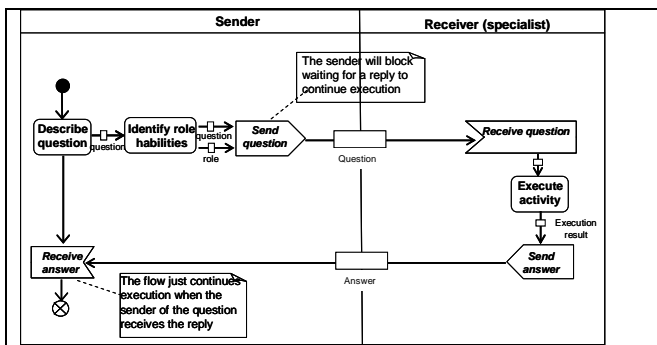 Sender
Receiver (specialist)
The sender will block
waiting for a reply to
continue execution
Describe
question
question
Identify role
habilities
question
role
Send
question
Question
Receive question
Execute
activity
Execution
result
Send
answer
Answer
Receive
answer
The flow just continues
execution when the
sender of the question
receives the reply